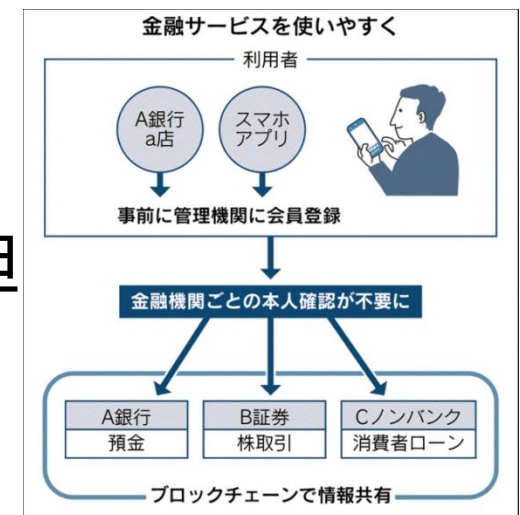 金融サービスを使いやすく
利用者
A銀行
a店
スマホ
アプリ
事前に管理機関に会員登録
金融機関ごとの本人確認が不要に
A銀行
預金
B証券
株取引
Cノンバンク
消費者ローン
ブロックチェーンで情報共有